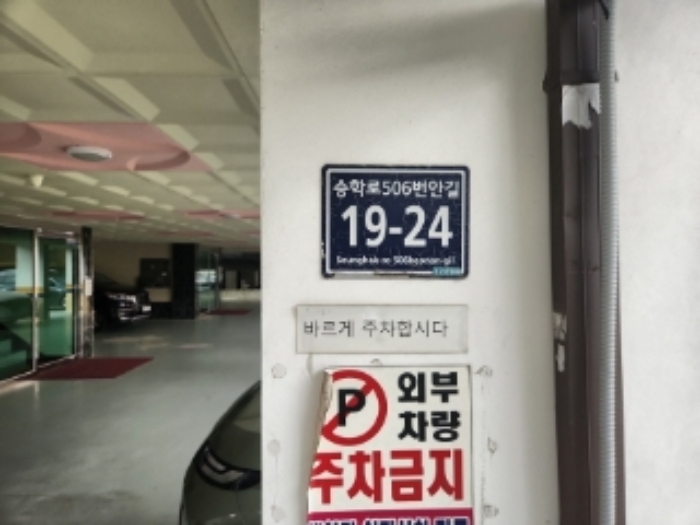 승학로506번안길
19-24
Seunghak-ro 506beonan-gil
바르게 주차합시다
P
외부
차량
주차금지